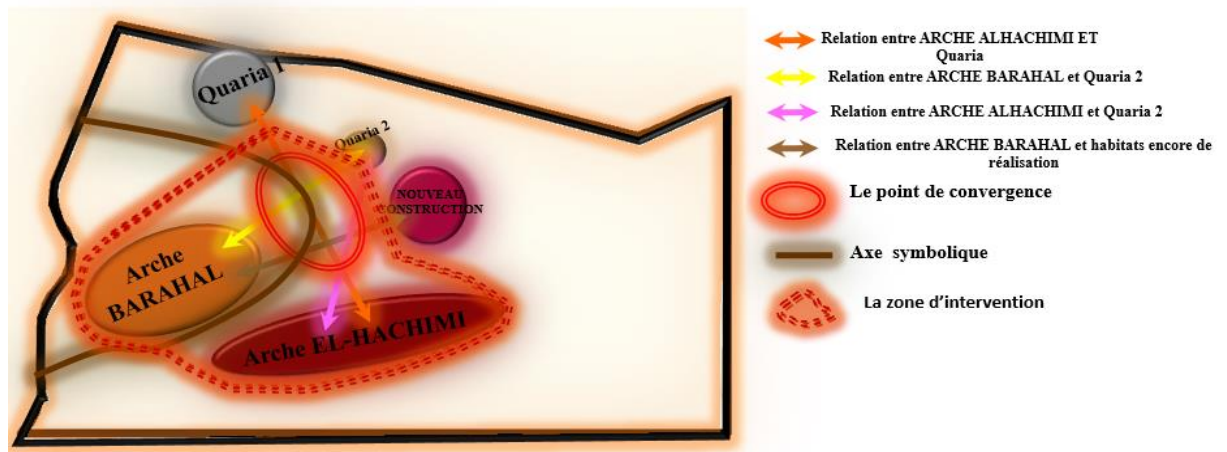 Quaria 1
Quaria 2
NOUVEAU
CONSTRUCTION
Arche
BARAHAL
Arche EL-HACHIMI
Relation entre ARCHE ALHACHIMI ET
Quaria
Relation entre ARCHE BARAHAL et Quaria 2
Relation entre ARCHE ALHACHIMI et Quaria 2
Relation entre ARCHE BARAHAL et habitats encore de
réalisation
Le point de convergence
Axe symbolique
La zone d'intervention